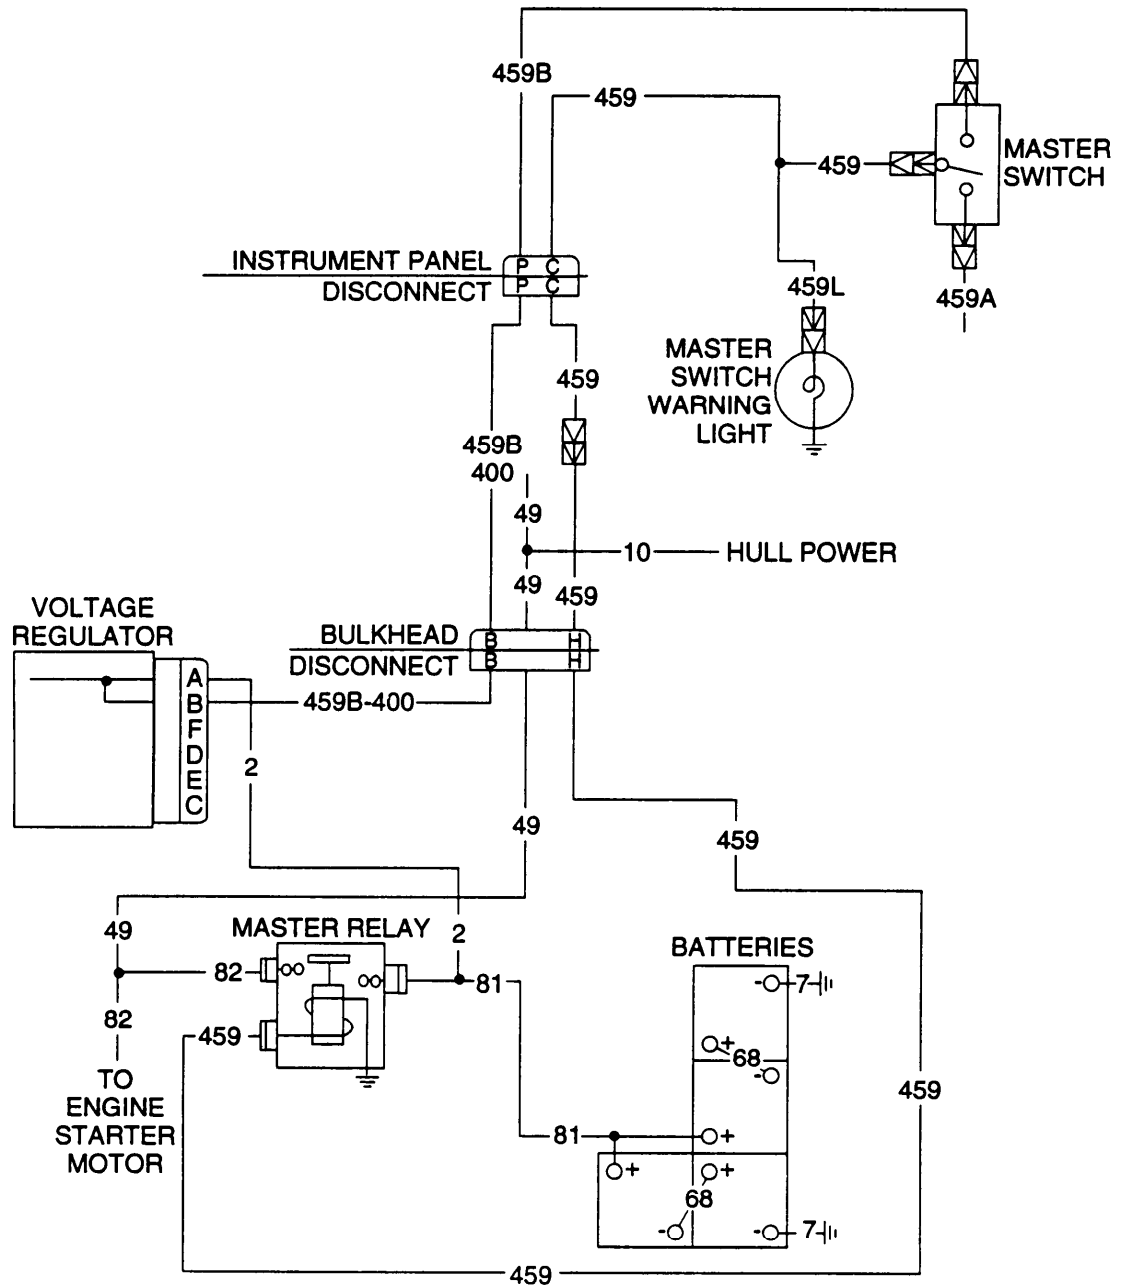 459B
459
MASTER
SWITCH
459
INSTRUMENT PANEL
DISCONNECT
P C
P C
459L
459A
MASTER
SWITCH
WARNING
LIGHT
459
459B
400
49
10
HULL POWER
49
459
VOLTAGE
REGULATOR
BULKHEAD
DISCONNECT
B H
B H
A
B
F
D
E
C
459B-400
2
49
459
49
MASTER RELAY
2
BATTERIES
82
81
- 7
82
459
+
68
-
TO
ENGINE
STARTER
MOTOR
459
81
+
+
+
68
-
- 7
459